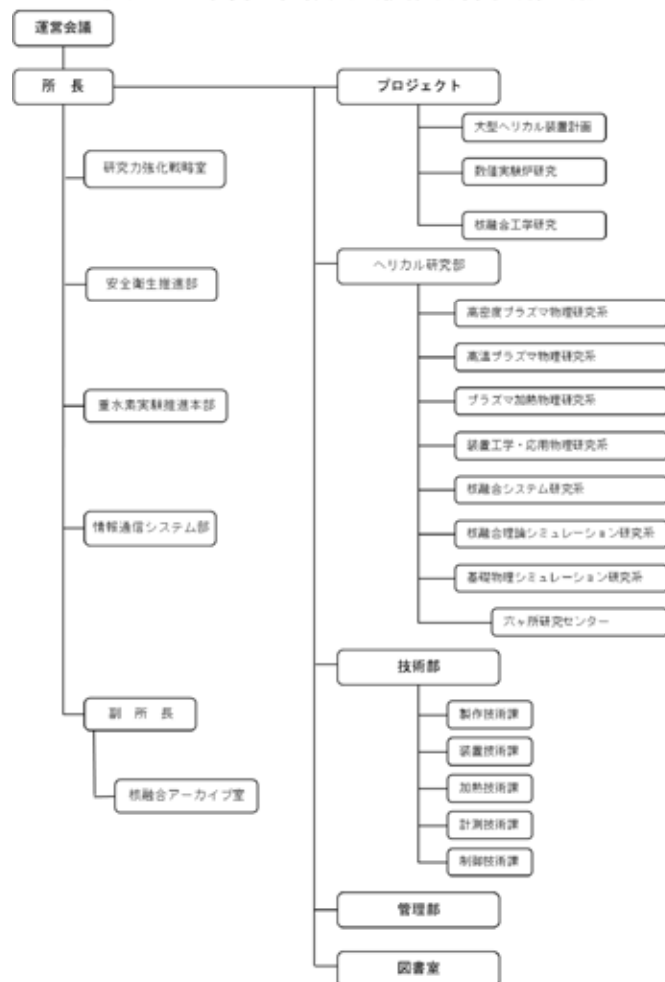 運営会議
所 長
プロジェクト
大型ヘリカル装置計画
数値実験炉研究
核融合工学研究
研究力強化戦略室
安全衛生推進部
重水素実験推進本部
情報通信システム部
副 所 長
核融合アーカイブ室
ヘリカル研究部
高密度プラズマ物理研究系
高温プラズマ物理研究系
プラズマ加熱物理研究系
装置工学・応用物理研究系
核融合システム研究系
核融合理論シミュレーション研究系
基礎物理シミュレーション研究系
六ヶ所研究センター
技術部
製作技術課
装置技術課
加熱技術課
計測技術課
制御技術課
管理部
図書室